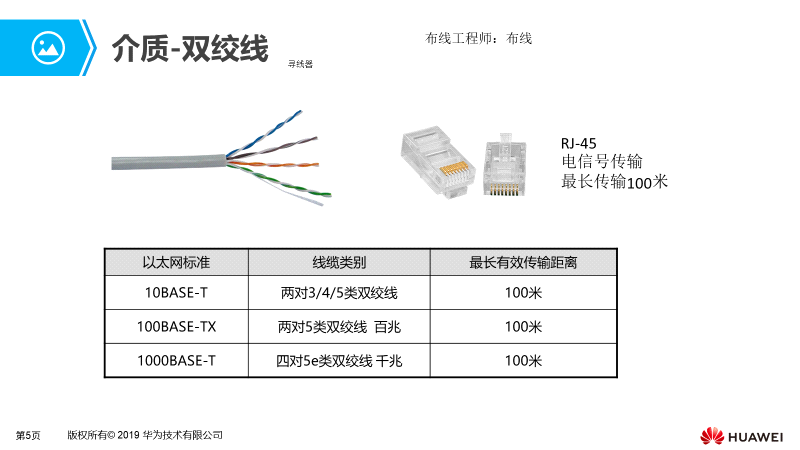 介质-双绞线
寻线器
布线工程师：布线
RJ-45
电信号传输
最长传输100米
以太网标准 线缆类别 最长有效传输距离
10BASE-T 两对3/4/5类双绞线 100米
100BASE-TX 两对5类双绞线 百兆 100米
1000BASE-T 四对5e类双绞线 千兆 100米
第5页 版权所有© 2019 华为技术有限公司
HUAWEI